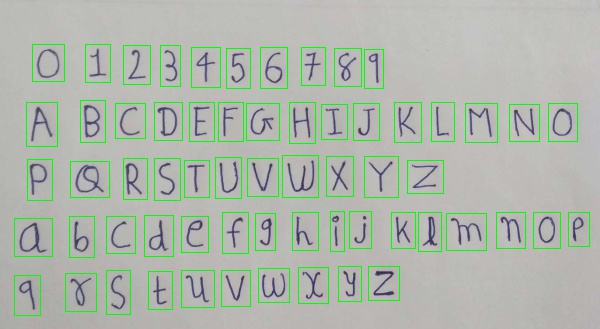 0 1 2 3 4 5 6 7 8 9
A B C D E F G H I J K L M N O
P Q R S T U V W X Y Z
a b c d e f g h i j k l m n o p
q r s t u v w x y z